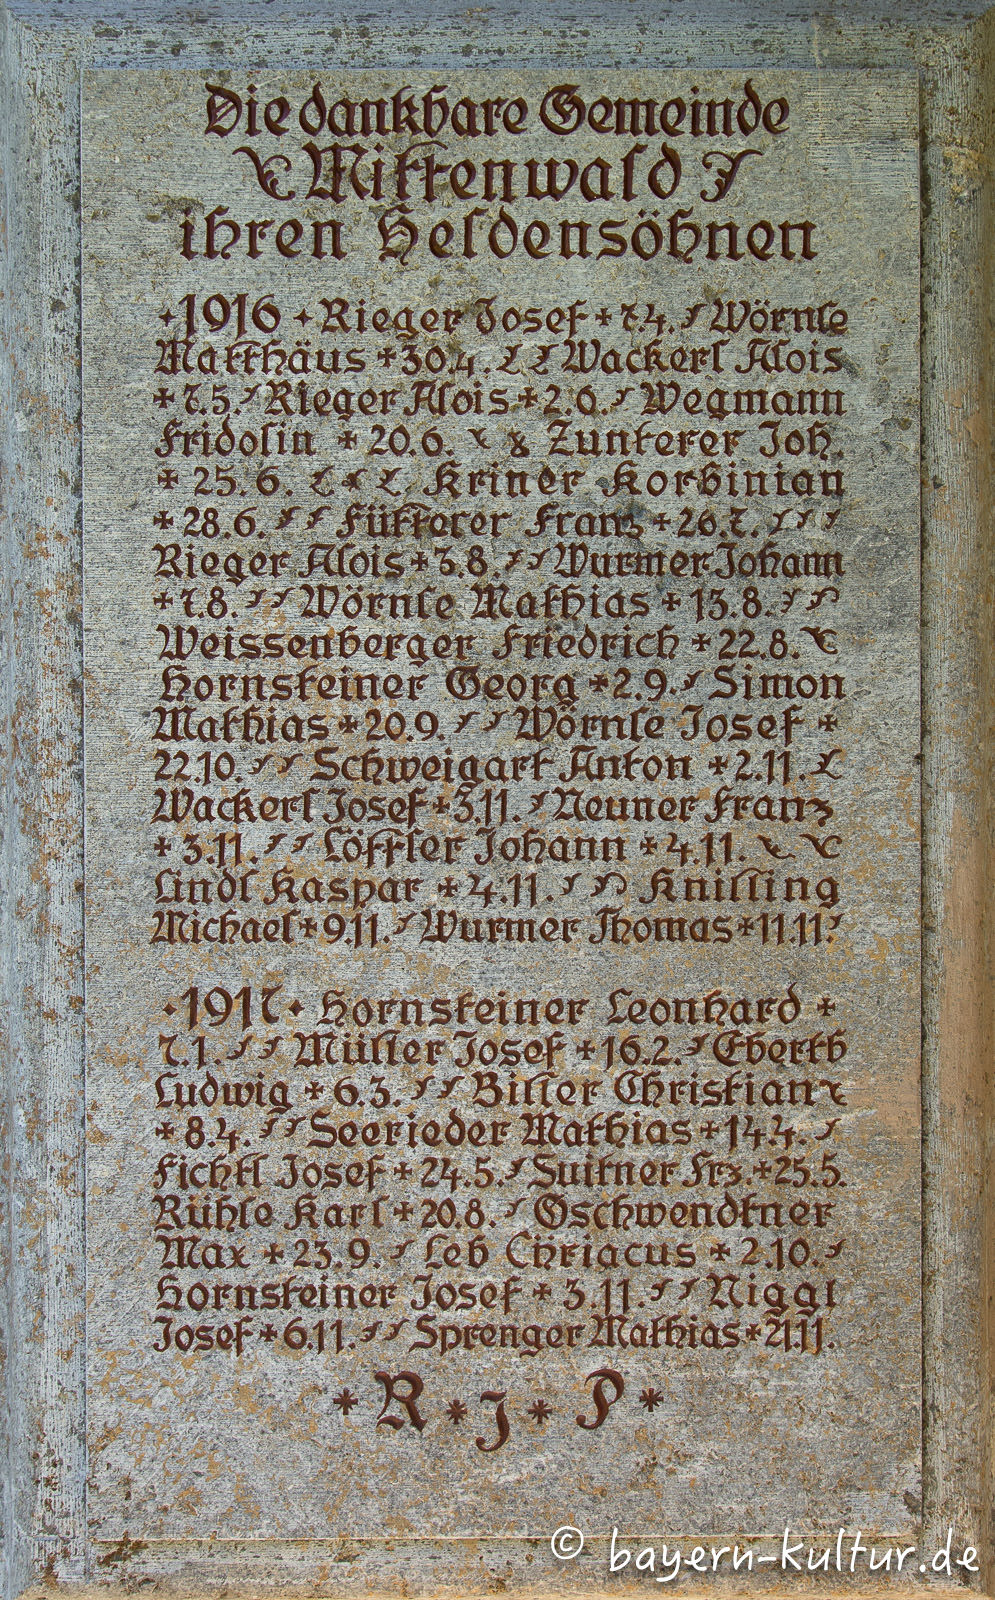 Die dankbare Gemeinde
Mittenwald
ihren Heldensöhnen
1916 + Rieger Josef + 7.4. Wörnle
Matthäus + 30.4. Wackerl Alois
+ 7.5. Rieger Alois + 2.6. Wegmann
Fridolin + 20.6. Zunterer Joh.
+ 25.6. Kriner Korbinian
+ 28.6. Fütterer Franz + 26.7.
Rieger Alois + 3.8. Wurmer Johann
+ 7.8. Wörnle Mathias + 13.8.
Weissenberger Friedrich + 22.8.
Hornsteiner Georg + 2.9. Simon
Mathias + 20.9. Wörnle Josef +
22.10. Schweigart Anton + 2.11.
Wackerl Josef + 3.11. Neuner Franz
+ 3.11. Löffler Johann + 4.11.
Lindl Kaspar + 4.11. Knilling
Michael + 9.11. Wurmer Thomas + 11.11.
1917 Hornsteiner Leonhard +
7.1. Müller Josef + 16.2. Eberth
Ludwig + 6.3. Biller Christian
+ 8.4. Seerieder Mathias + 14.4.
Fichtl Josef + 24.5. Suitner Frz. + 25.5.
Rühle Karl + 20.8. Gschwendtner
Max + 23.9. Leb Cÿriacus + 2.10.
Hornsteiner Josef + 3.11. Niggl
Josef + 6.11. Sprenger Mathias + 21.11.
* R * J * P *
© bayern-kultur.de